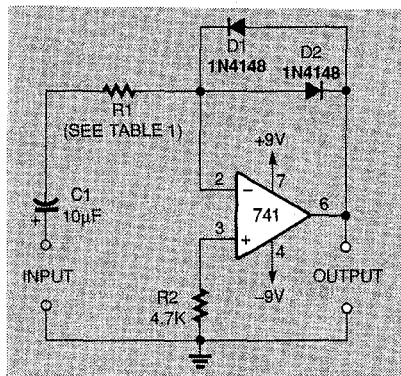 D1
1N4148
D2
1N4148
R1
(SEE TABLE 1)
+9V
2
7
−
6
741
C1
10µF
+
3
+
4
INPUT
OUTPUT
−9V
R2
4.7K